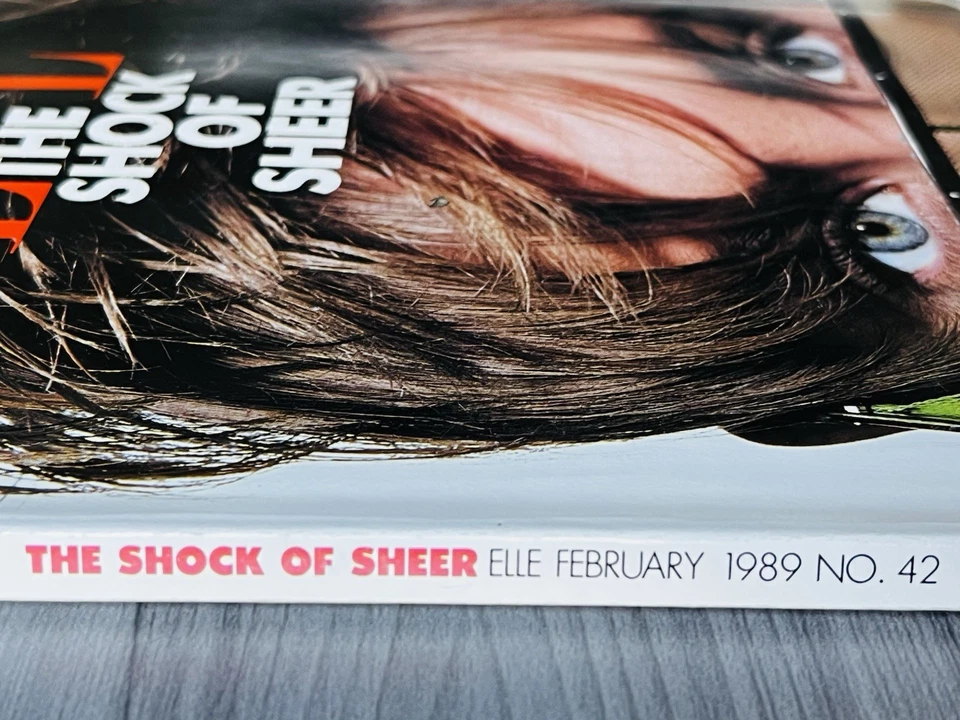 THE
SHOCK
OF
SHEER
THE SHOCK OF SHEER ELLE FEBRUARY 1989 NO. 42